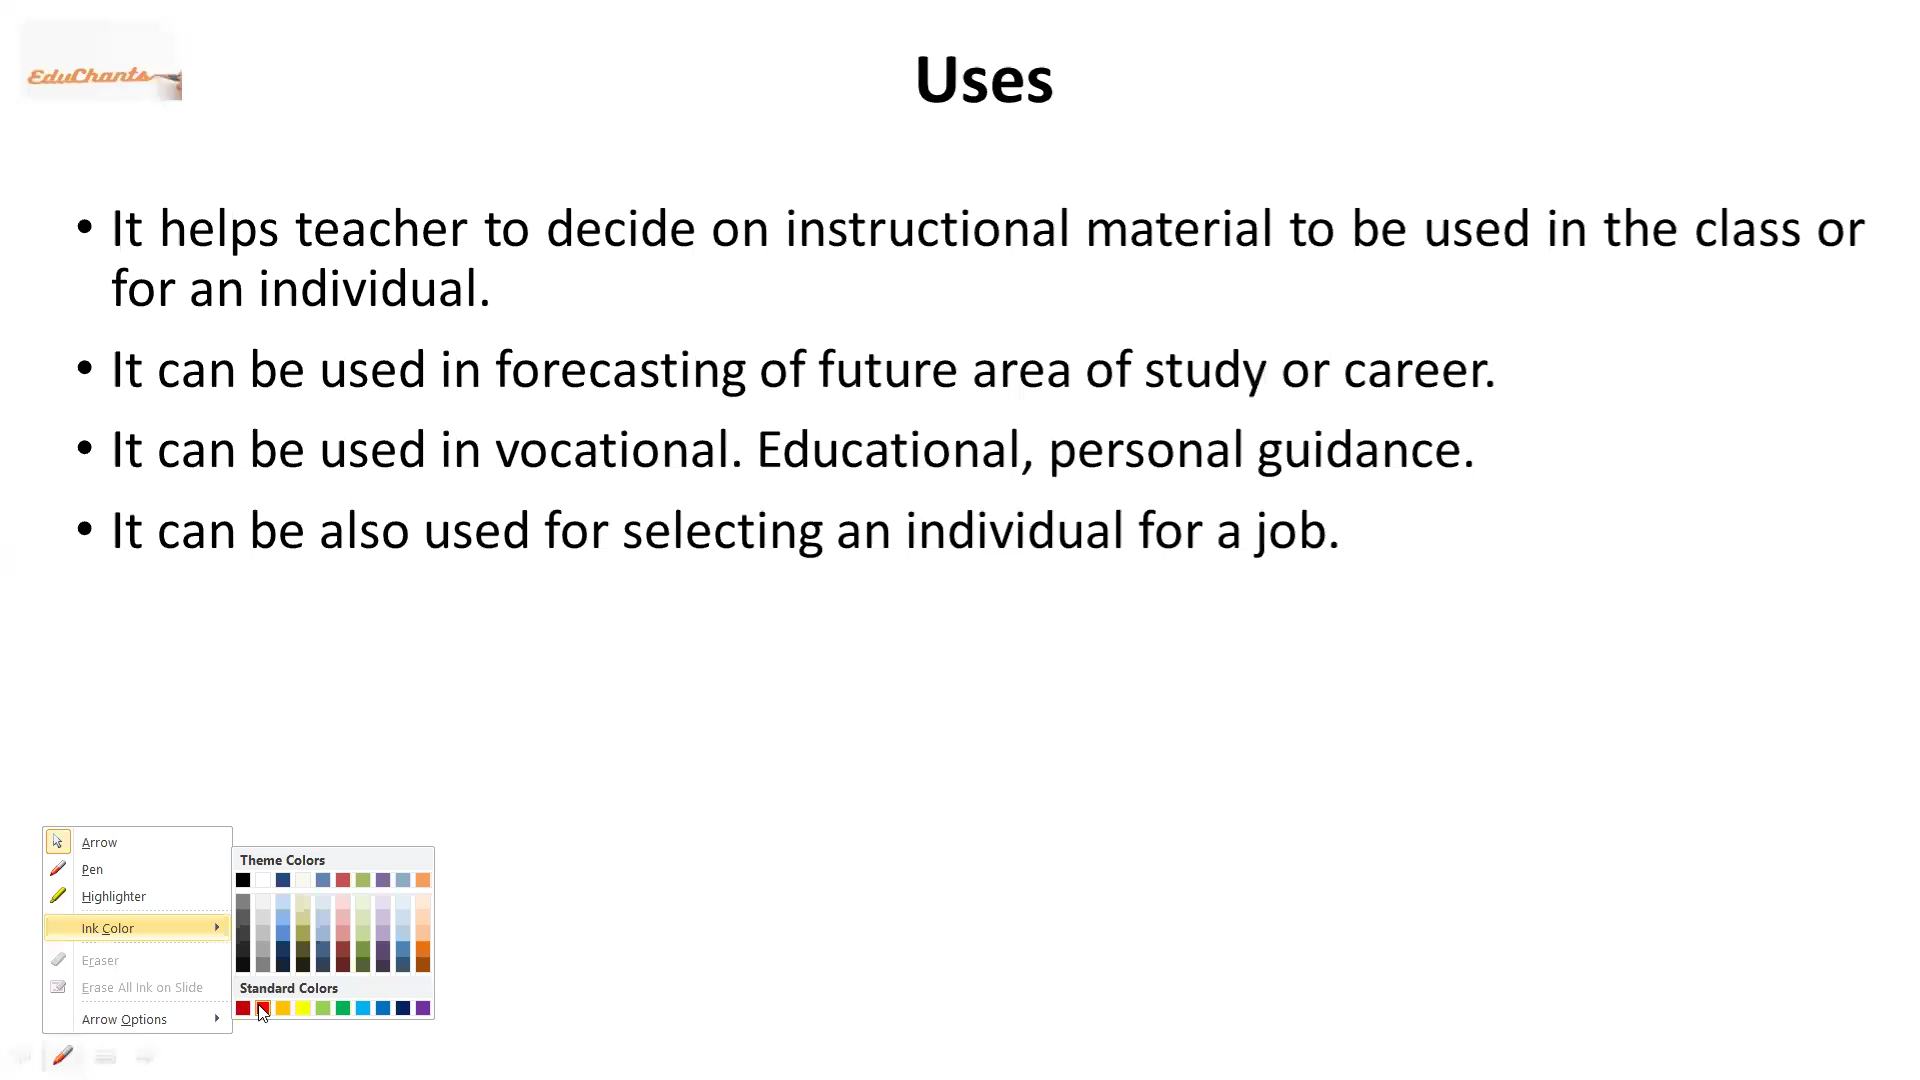 EduChants
Uses
• It helps teacher to decide on instructional material to be used in the class or
for an individual.
• It can be used in forecasting of future area of study or career.
• It can be used in vocational. Educational, personal guidance.
• It can be also used for selecting an individual for a job.
Arrow
Pen
Highlighter
Ink Color
Eraser
Erase All Ink on Slide
Arrow Options
Theme Colors
Standard Colors